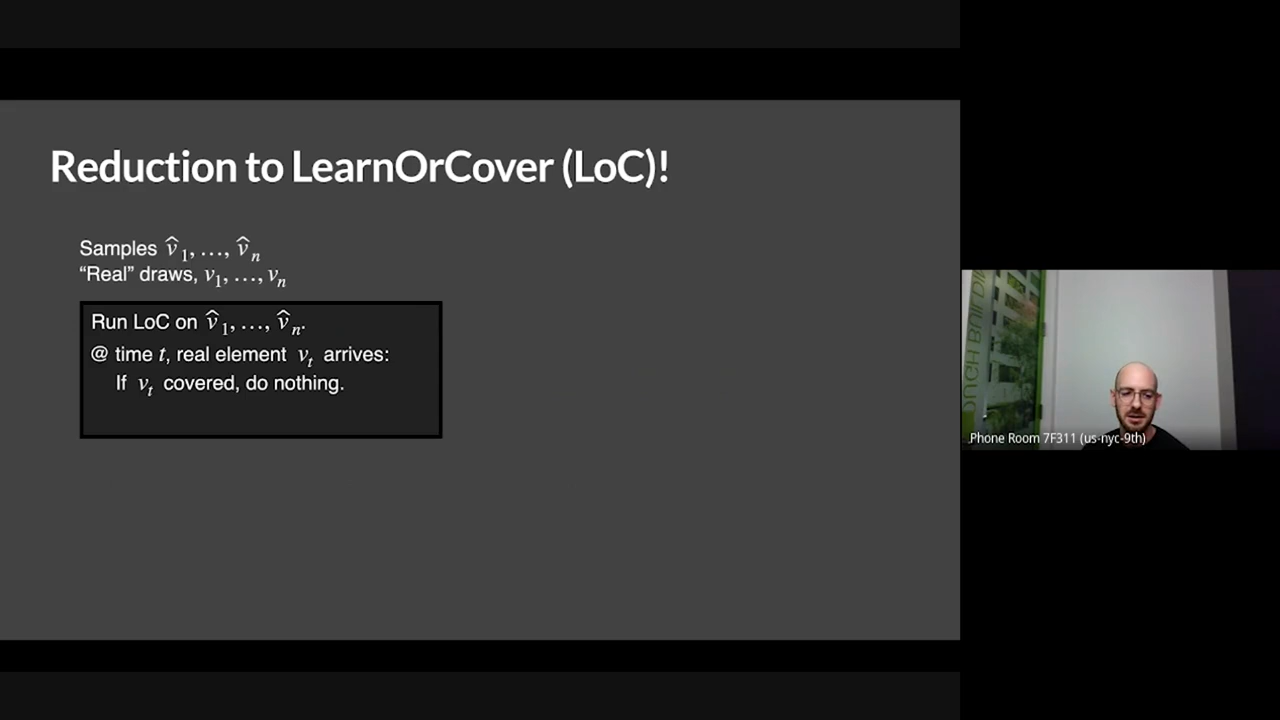 Reduction to LearnOrCover (LoC)!
Samples v̂₁, …, v̂ₙ
“Real” draws, v₁, …, vₙ
Run LoC on v̂₁, …, v̂ₙ.
@ time t, real element vₜ arrives:
If vₜ covered, do nothing.
Phone Room 7F311 (us-nyc-9th)